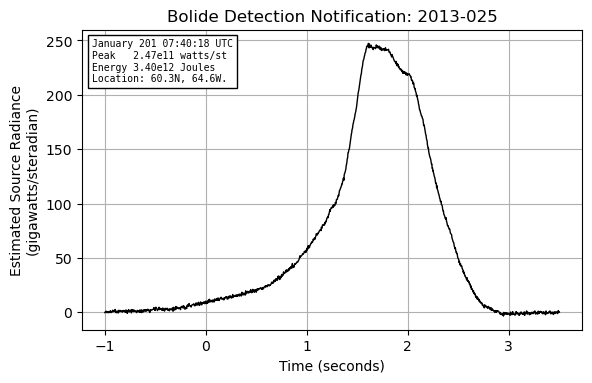 Bolide Detection Notification: 2013-025
January 201 07:40:18 UTC
Peak   2.47e11 watts/st
Energy 3.40e12 Joules
Location: 60.3N, 64.6W.
Estimated Source Radiance
(gigawatts/steradian)
250
200
150
100
50
0
−1 0 1 2 3
Time (seconds)